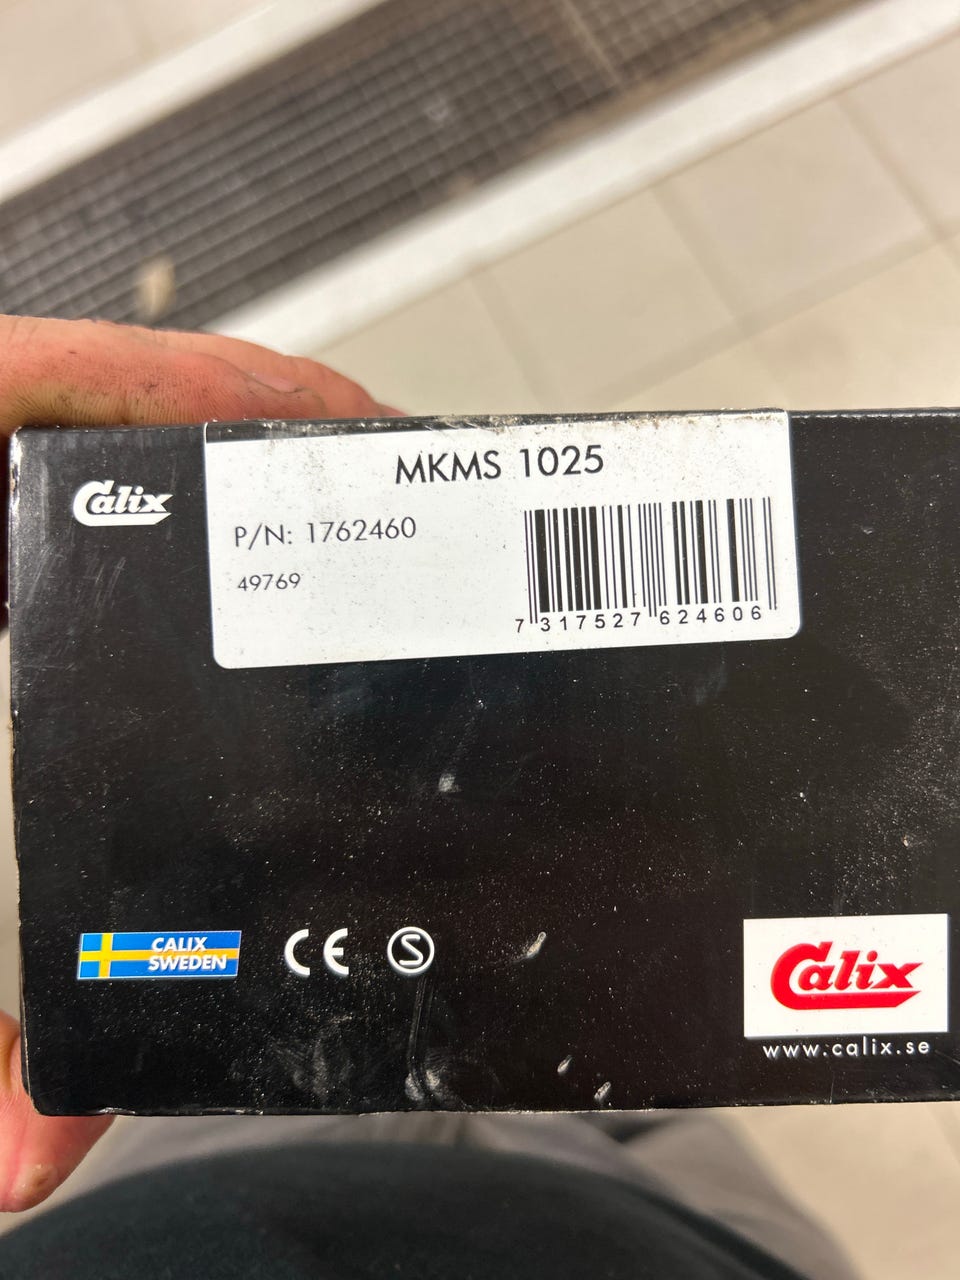 MKMS 1025
Calix
P/N: 1762460
49769
7 317527 624606
CALIX
SWEDEN
CE
S
Calix
www.calix.se